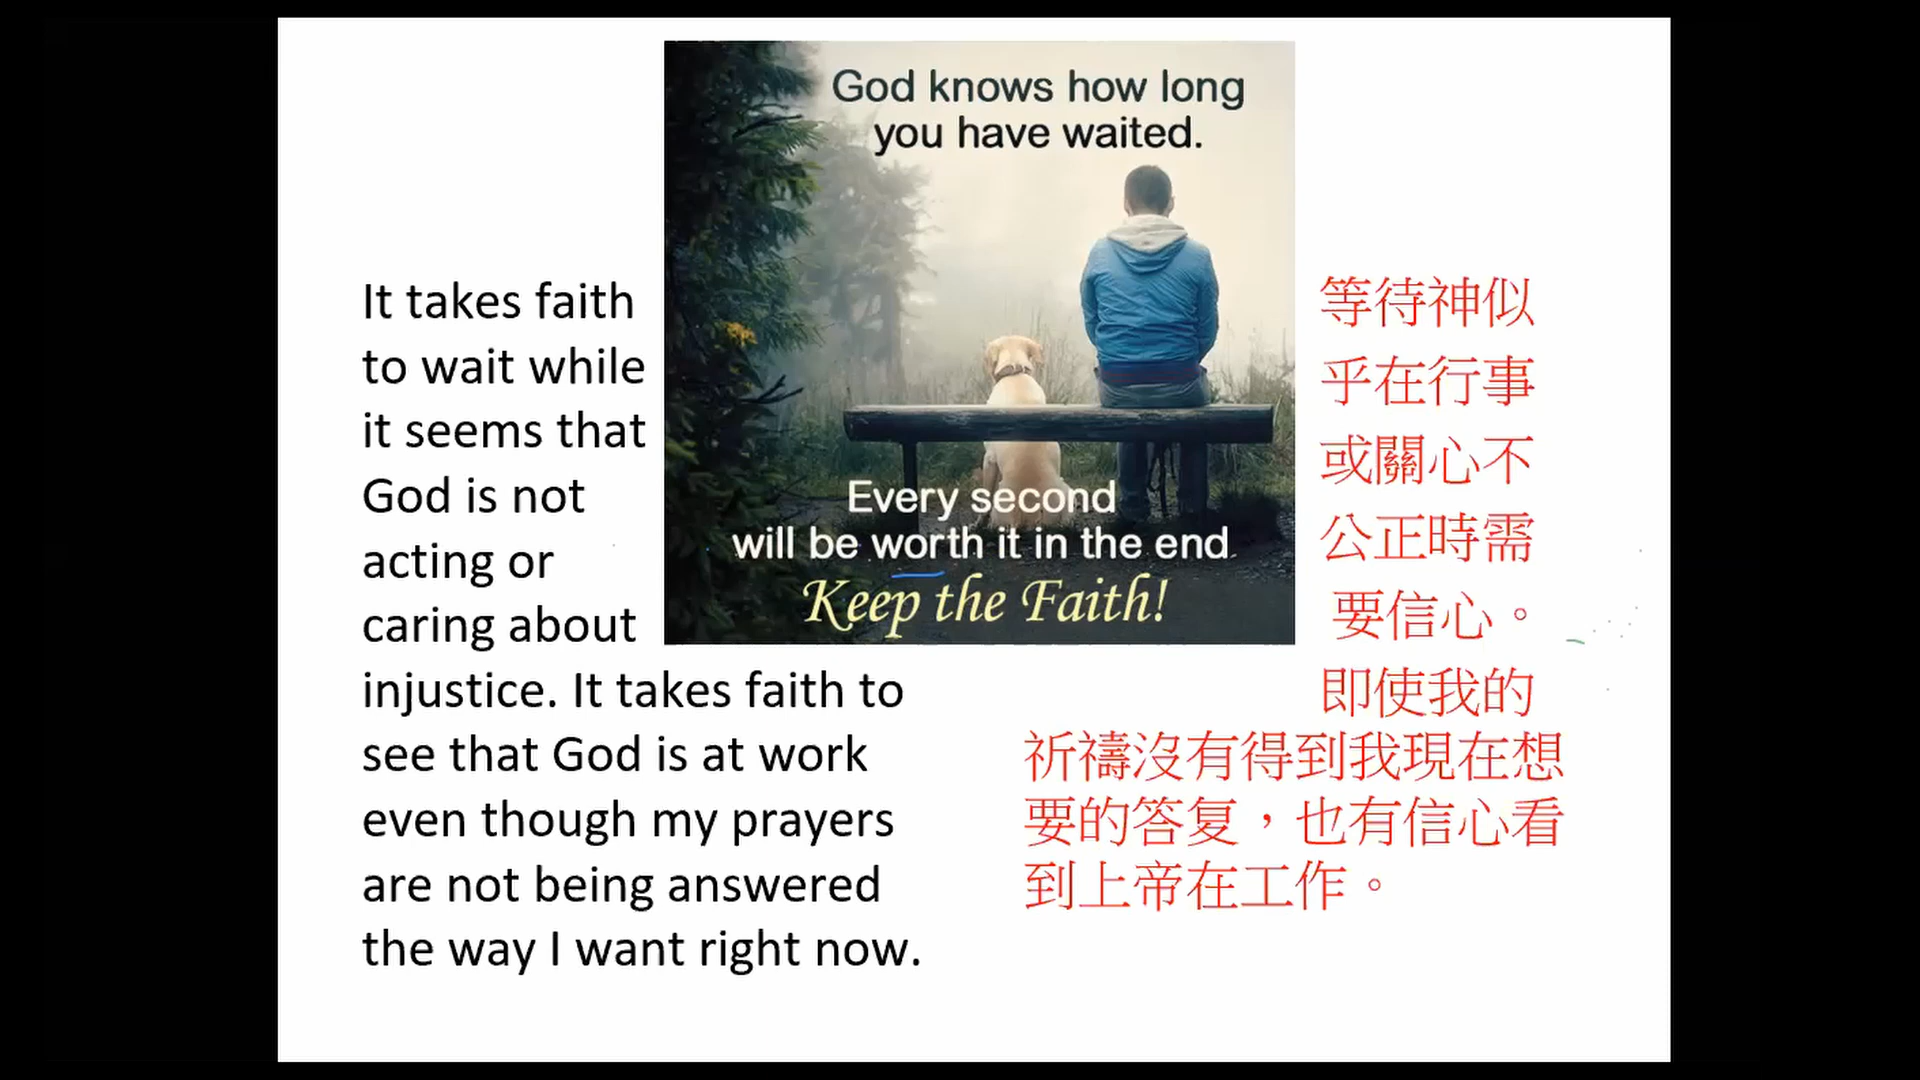 God knows how long
you have waited.
Every second
will be worth it in the end.
Keep the Faith!
It takes faith
to wait while
it seems that
God is not
acting or
caring about
injustice. It takes faith to
see that God is at work
even though my prayers
are not being answered
the way I want right now.
等待神似
乎在行事
或關心不
公正時需
要信心。
即使我的
祈禱沒有得到我現在想
要的答复，也有信心看
到上帝在工作。